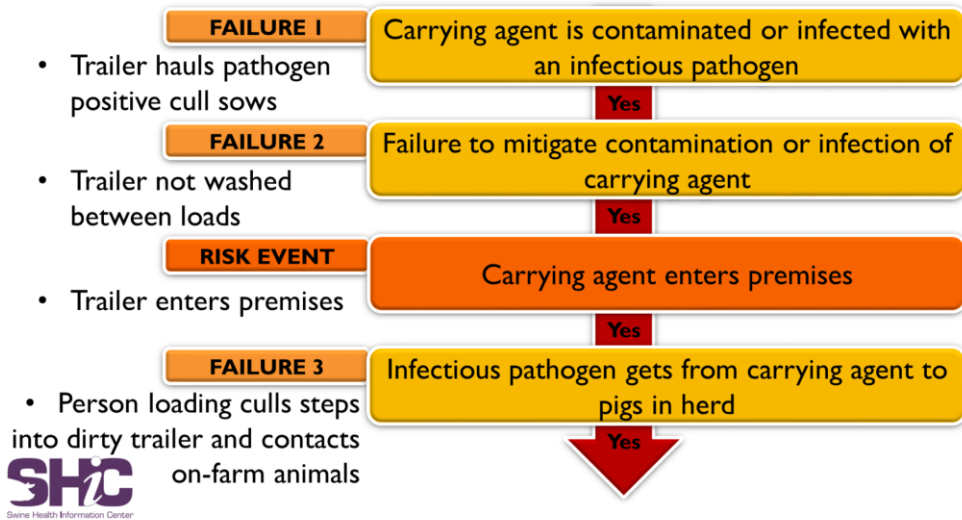 FAILURE 1
Carrying agent is contaminated or infected with
an infectious pathogen
• Trailer hauls pathogen
positive cull sows
Yes
FAILURE 2
Failure to mitigate contamination or infection of
carrying agent
• Trailer not washed
between loads
Yes
RISK EVENT
Carrying agent enters premises
• Trailer enters premises
Yes
FAILURE 3
Infectious pathogen gets from carrying agent to
pigs in herd
• Person loading culls steps
into dirty trailer and contacts
on-farm animals
Yes
SHiC
Swine Health Information Center